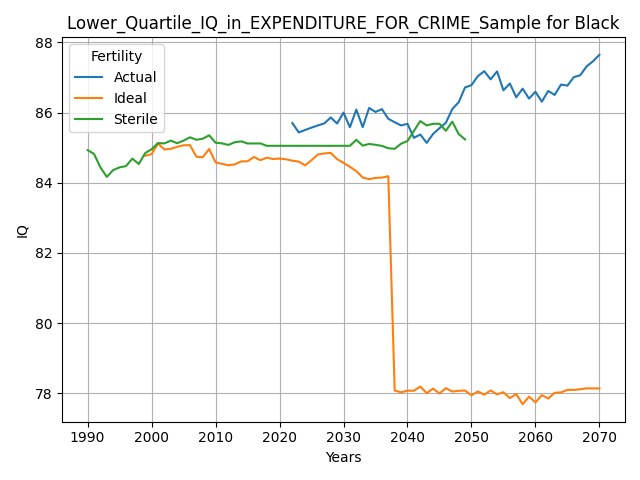 Lower_Quartile_IQ_in_EXPENDITURE_FOR_CRIME_Sample for Black
Fertility
Actual
Ideal
Sterile
IQ
88
86
84
82
80
78
1990 2000 2010 2020 2030 2040 2050 2060 2070
Years